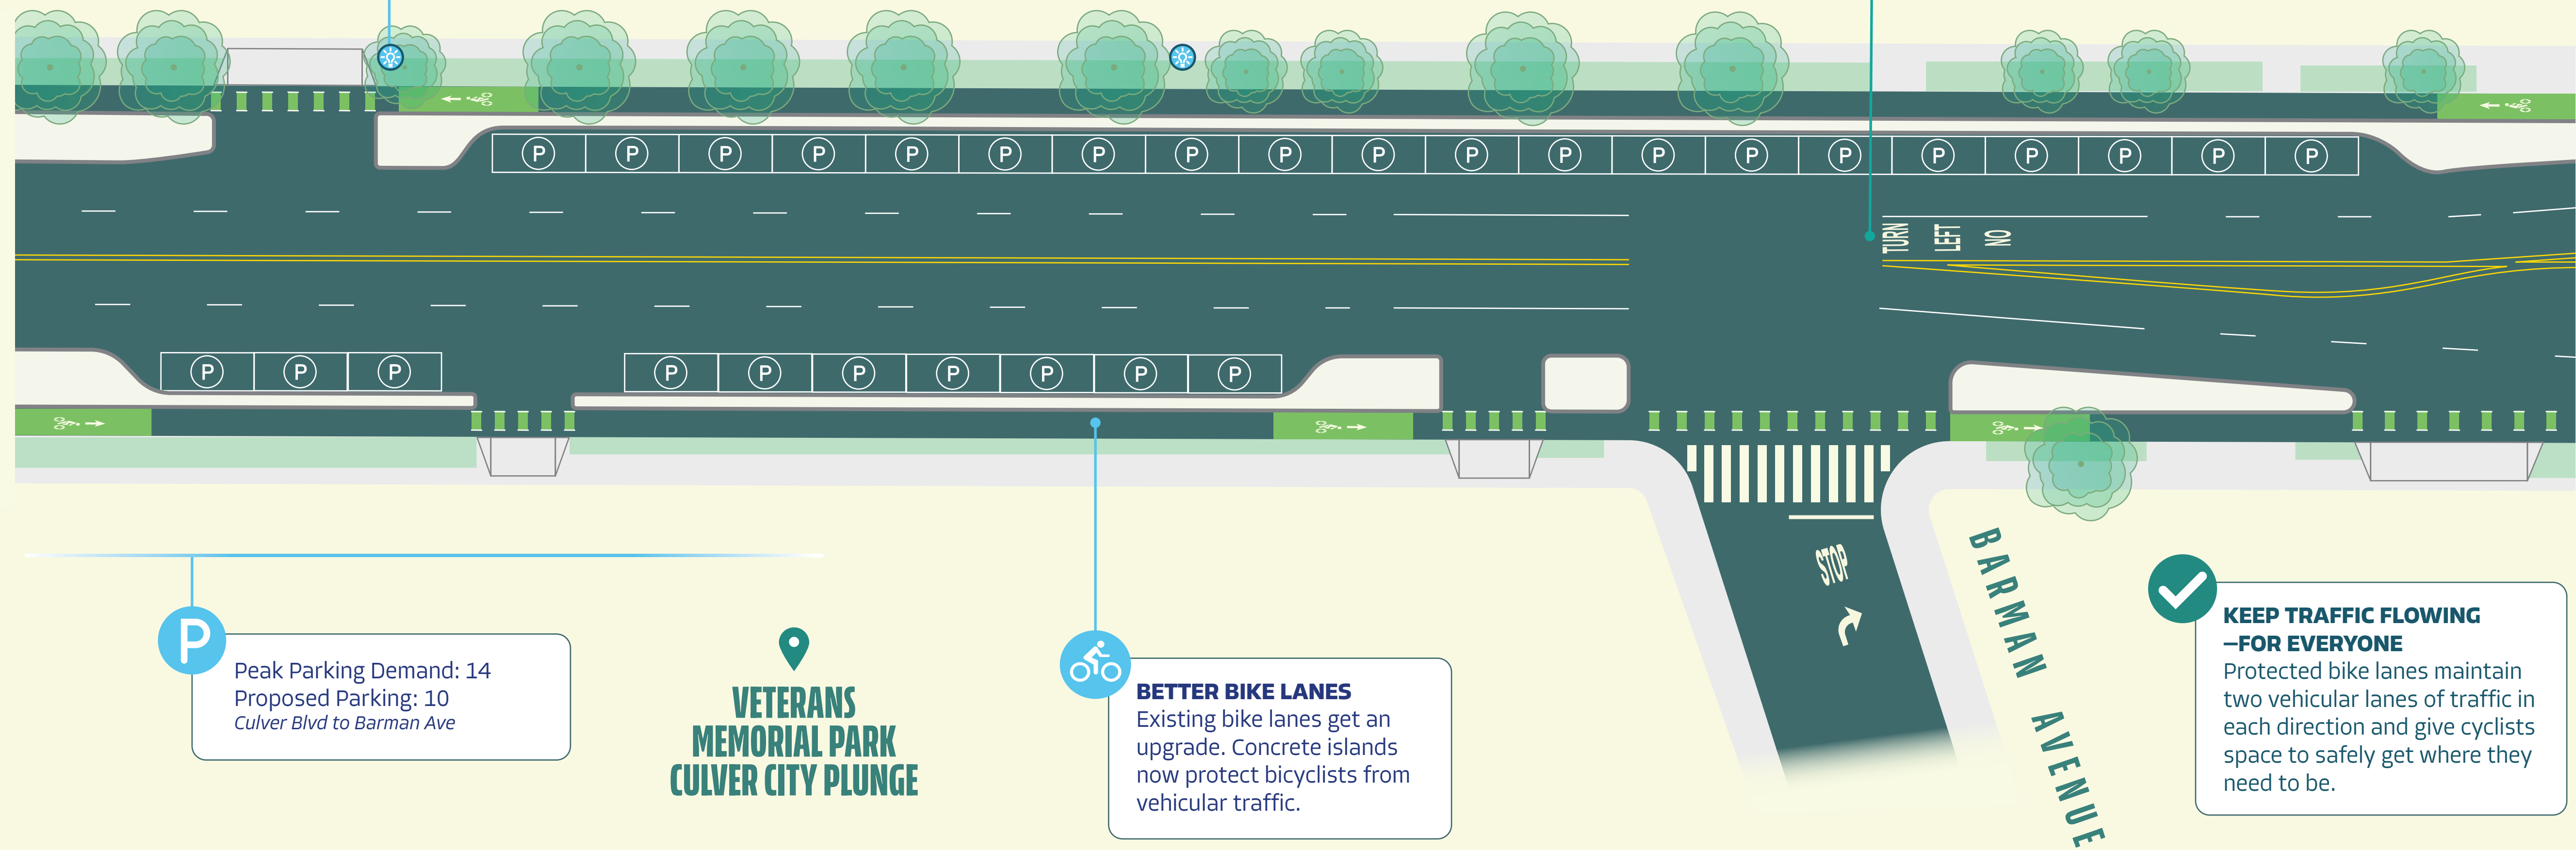 P P P P P P P P P P P P P P P P P P P P
TURN LEFT NO
P P P P P P P P P P
STOP
BARMAN AVENUE
P
Peak Parking Demand: 14
Proposed Parking: 10
Culver Blvd to Barman Ave
VETERANS
MEMORIAL PARK
CULVER CITY PLUNGE
BETTER BIKE LANES
Existing bike lanes get an
upgrade. Concrete islands
now protect bicyclists from
vehicular traffic.
KEEP TRAFFIC FLOWING
–FOR EVERYONE
Protected bike lanes maintain
two vehicular lanes of traffic in
each direction and give cyclists
space to safely get where they
need to be.